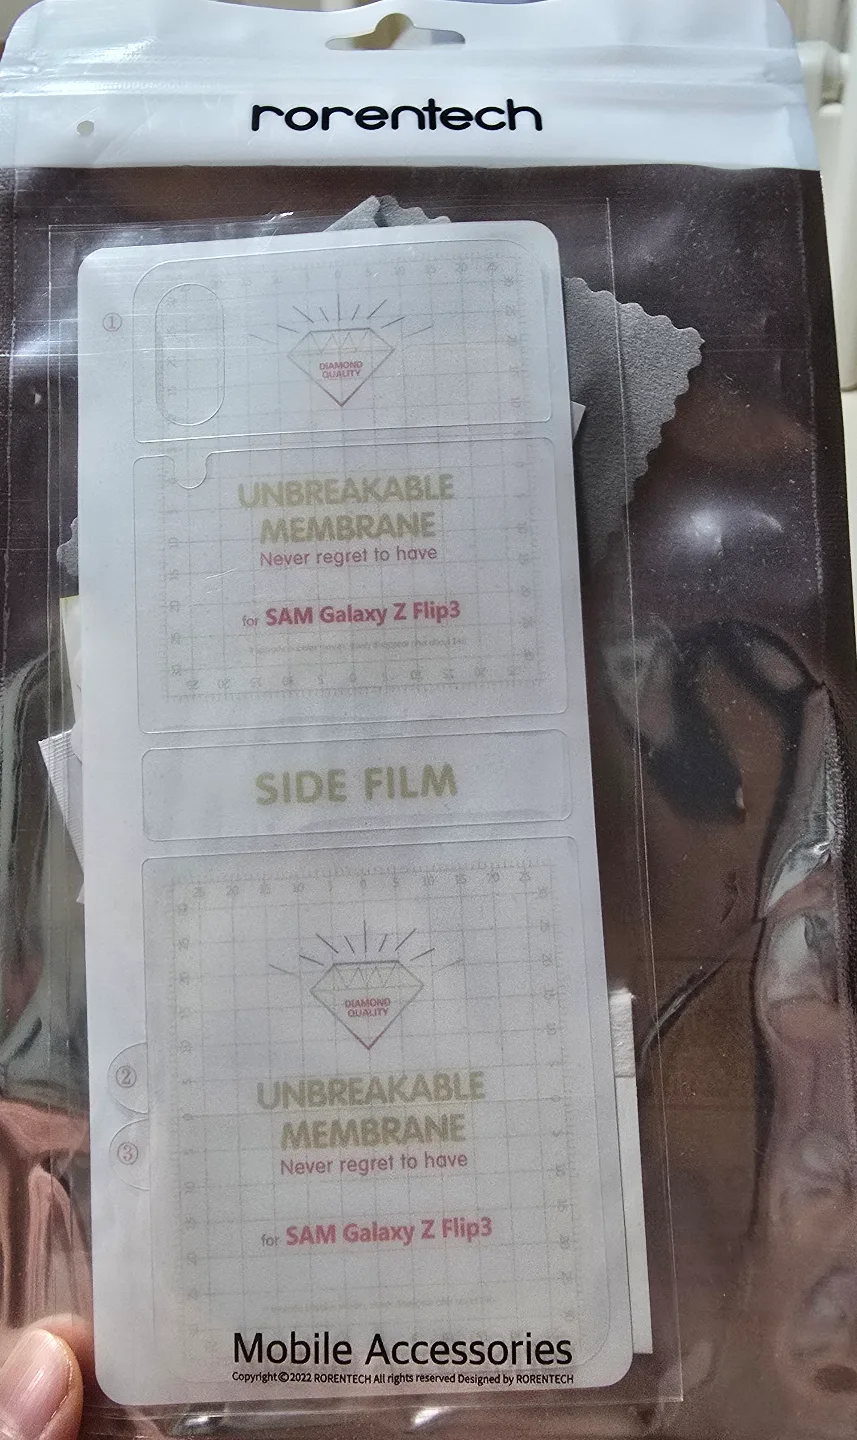 rorentech
①
DIAMOND
QUALITY
UNBREAKABLE
MEMBRANE
Never regret to have
for SAM Galaxy Z Flip3
SIDE FILM
DIAMOND
QUALITY
②
UNBREAKABLE
MEMBRANE
③
Never regret to have
for SAM Galaxy Z Flip3
Mobile Accessories
Copyright©2022 RORENTECH All rights reserved Designed by RORENTECH